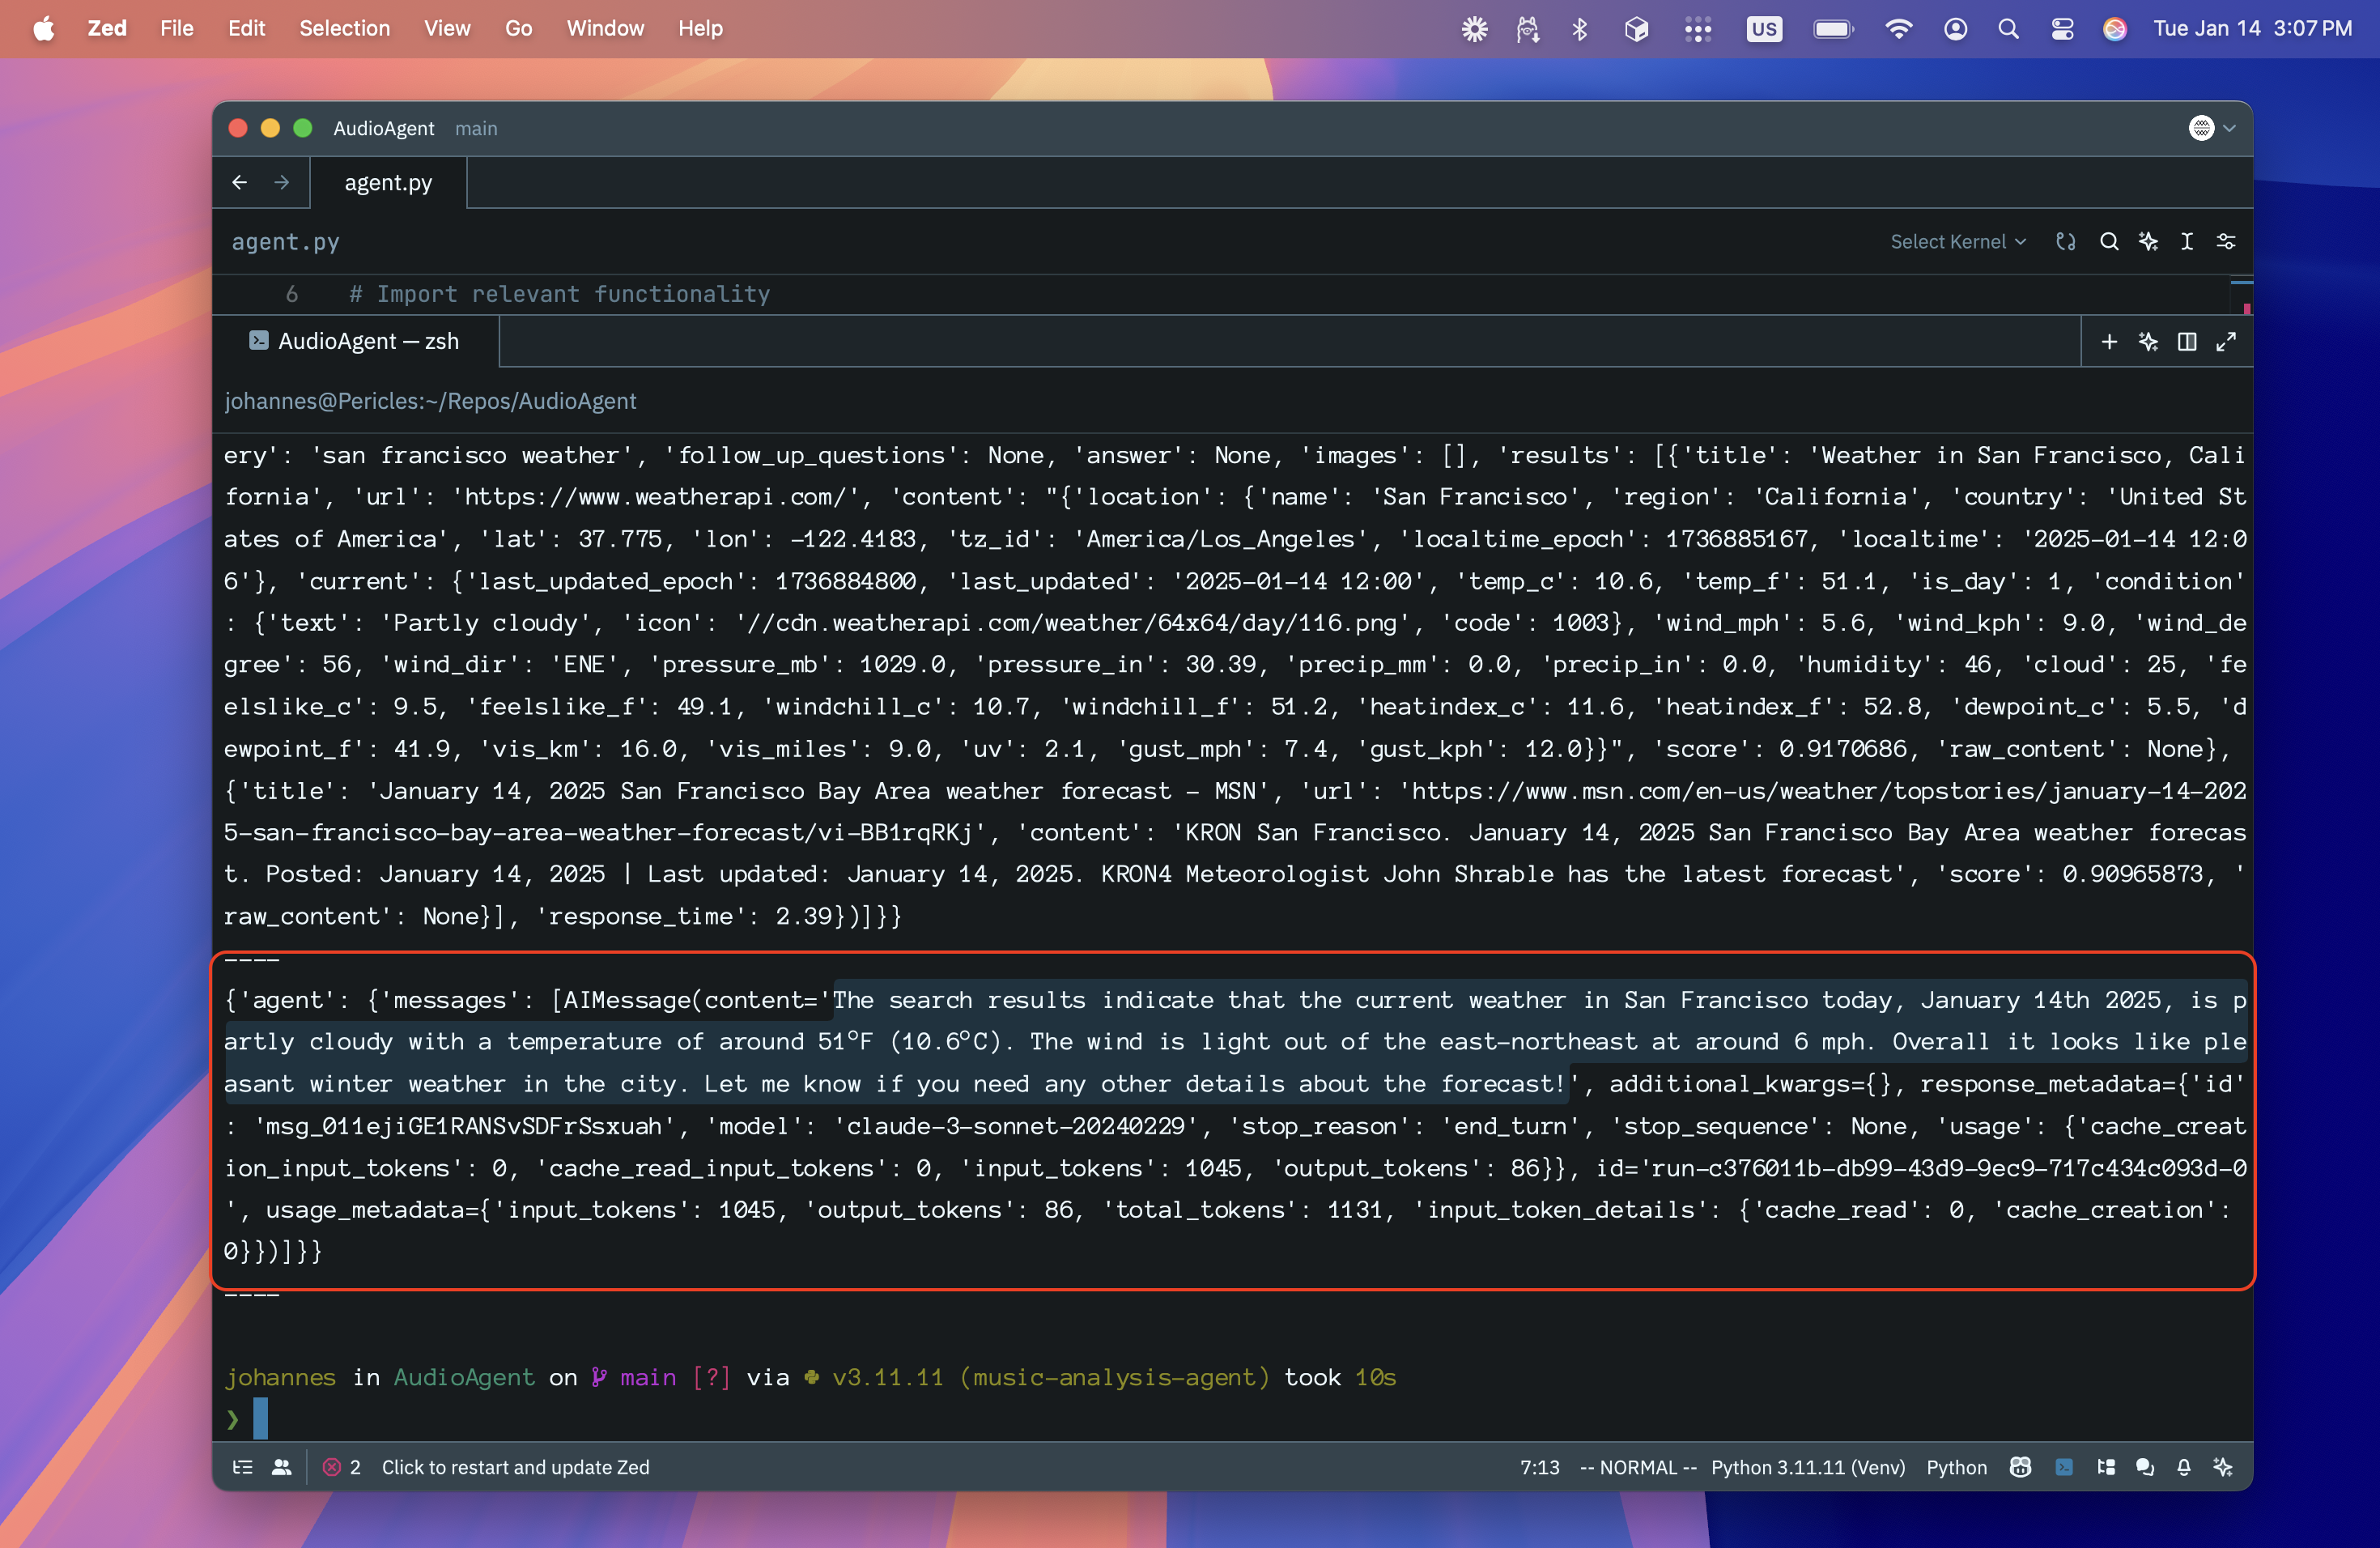 Zed File Edit Selection View Go Window Help US Tue Jan 14 3:07 PM
AudioAgent main
agent.py
agent.py Select Kernel
6 # Import relevant functionality
AudioAgent — zsh
johannes@Pericles:~/Repos/AudioAgent
ery': 'san francisco weather', 'follow_up_questions': None, 'answer': None, 'images': [], 'results': [{'title': 'Weather in San Francisco, Cali
fornia', 'url': 'https://www.weatherapi.com/', 'content': "{'location': {'name': 'San Francisco', 'region': 'California', 'country': 'United St
ates of America', 'lat': 37.775, 'lon': -122.4183, 'tz_id': 'America/Los_Angeles', 'localtime_epoch': 1736885167, 'localtime': '2025-01-14 12:0
6'}, 'current': {'last_updated_epoch': 1736884800, 'last_updated': '2025-01-14 12:00', 'temp_c': 10.6, 'temp_f': 51.1, 'is_day': 1, 'condition'
: {'text': 'Partly cloudy', 'icon': '//cdn.weatherapi.com/weather/64x64/day/116.png', 'code': 1003}, 'wind_mph': 5.6, 'wind_kph': 9.0, 'wind_de
gree': 56, 'wind_dir': 'ENE', 'pressure_mb': 1029.0, 'pressure_in': 30.39, 'precip_mm': 0.0, 'precip_in': 0.0, 'humidity': 46, 'cloud': 25, 'fe
elslike_c': 9.5, 'feelslike_f': 49.1, 'windchill_c': 10.7, 'windchill_f': 51.2, 'heatindex_c': 11.6, 'heatindex_f': 52.8, 'dewpoint_c': 5.5, 'd
ewpoint_f': 41.9, 'vis_km': 16.0, 'vis_miles': 9.0, 'uv': 2.1, 'gust_mph': 7.4, 'gust_kph': 12.0}}", 'score': 0.9170686, 'raw_content': None},
{'title': 'January 14, 2025 San Francisco Bay Area weather forecast - MSN', 'url': 'https://www.msn.com/en-us/weather/topstories/january-14-202
5-san-francisco-bay-area-weather-forecast/vi-BB1rqRKj', 'content': 'KRON San Francisco. January 14, 2025 San Francisco Bay Area weather forecas
t. Posted: January 14, 2025 | Last updated: January 14, 2025. KRON4 Meteorologist John Shrable has the latest forecast', 'score': 0.90965873, '
raw_content': None}], 'response_time': 2.39})]}}
----
{'agent': {'messages': [AIMessage(content='The search results indicate that the current weather in San Francisco today, January 14th 2025, is p
artly cloudy with a temperature of around 51°F (10.6°C). The wind is light out of the east-northeast at around 6 mph. Overall it looks like ple
asant winter weather in the city. Let me know if you need any other details about the forecast!', additional_kwargs={}, response_metadata={'id'
: 'msg_011ejiGE1RANSvSDFrSsxuah', 'model': 'claude-3-sonnet-20240229', 'stop_reason': 'end_turn', 'stop_sequence': None, 'usage': {'cache_creat
ion_input_tokens': 0, 'cache_read_input_tokens': 0, 'input_tokens': 1045, 'output_tokens': 86}}, id='run-c376011b-db99-43d9-9ec9-717c434c093d-0
', usage_metadata={'input_tokens': 1045, 'output_tokens': 86, 'total_tokens': 1131, 'input_token_details': {'cache_read': 0, 'cache_creation':
0}})]}}
----
johannes in AudioAgent on main [?] via v3.11.11 (music-analysis-agent) took 10s
❯
2 Click to restart and update Zed 7:13 -- NORMAL -- Python 3.11.11 (Venv) Python